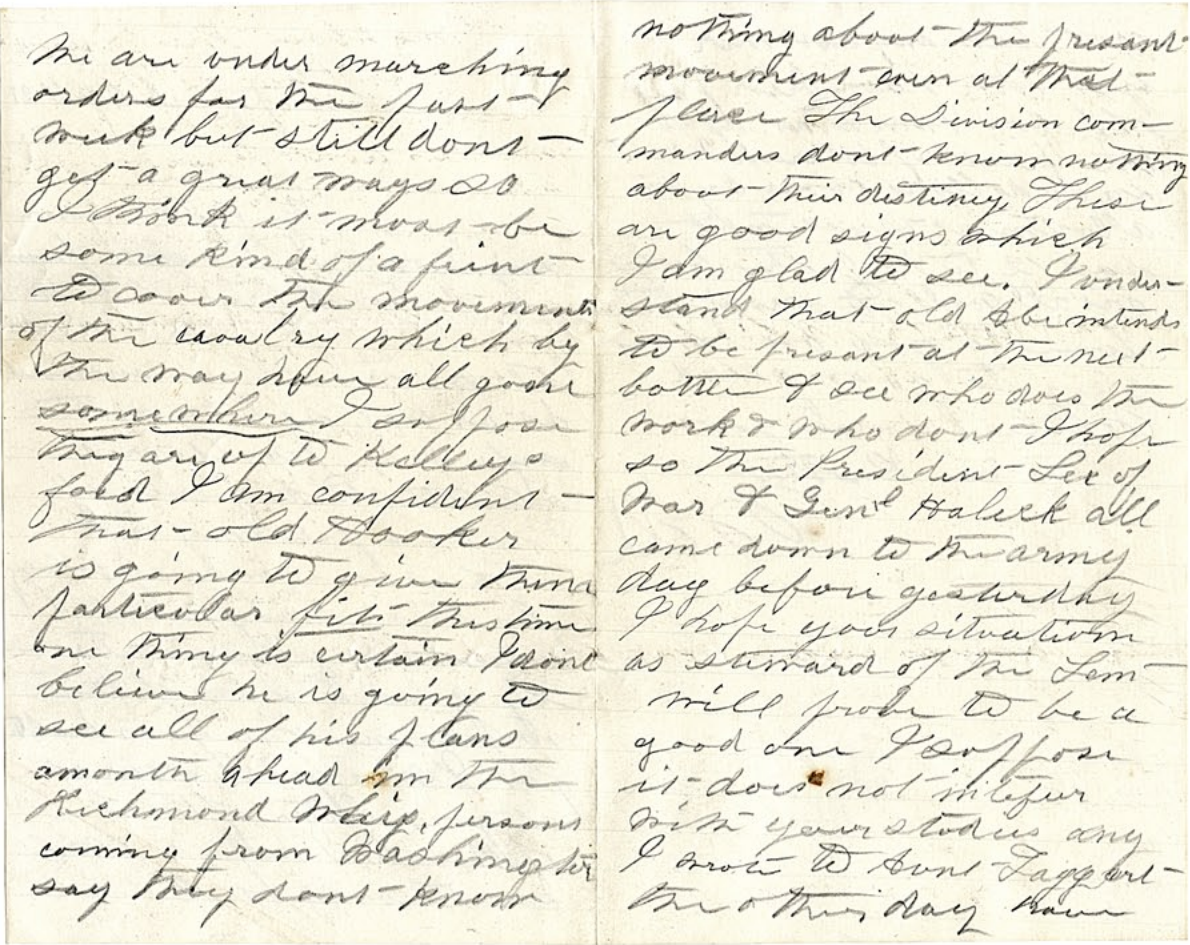 We are under marching
orders for the past
week but still dont
get a great ways so
I think it must be
some kind of a feint
to cover the movements
of the cavalry which by
the way have all gone
somewhere I suppose
they are of to Kelleys
ford I am confident
that old Hooker
is going to give them
particular fits this time
one thing is certain I dont
believe he is going to
see all of his plans
a month ahead in the
Richmond Whig, persons
coming from Washington
say they dont know
nothing about the presant
movement even at that
place The Division com-
manders dont know nothing
about their destiney These
are good signs which
I am glad to see. I under-
stand that old Abe intends
to be presant at the next
battle & see who does the
work & who dont I hope
so the President Sec of
War & Genl Haleck all
came down to the army
day before yesterday
I hope your situation
as steward of the Sem
will prove to be a
good one I suppose
it does not intefeer
with your studies any
I wrote to Aunt Taggart
the other day have